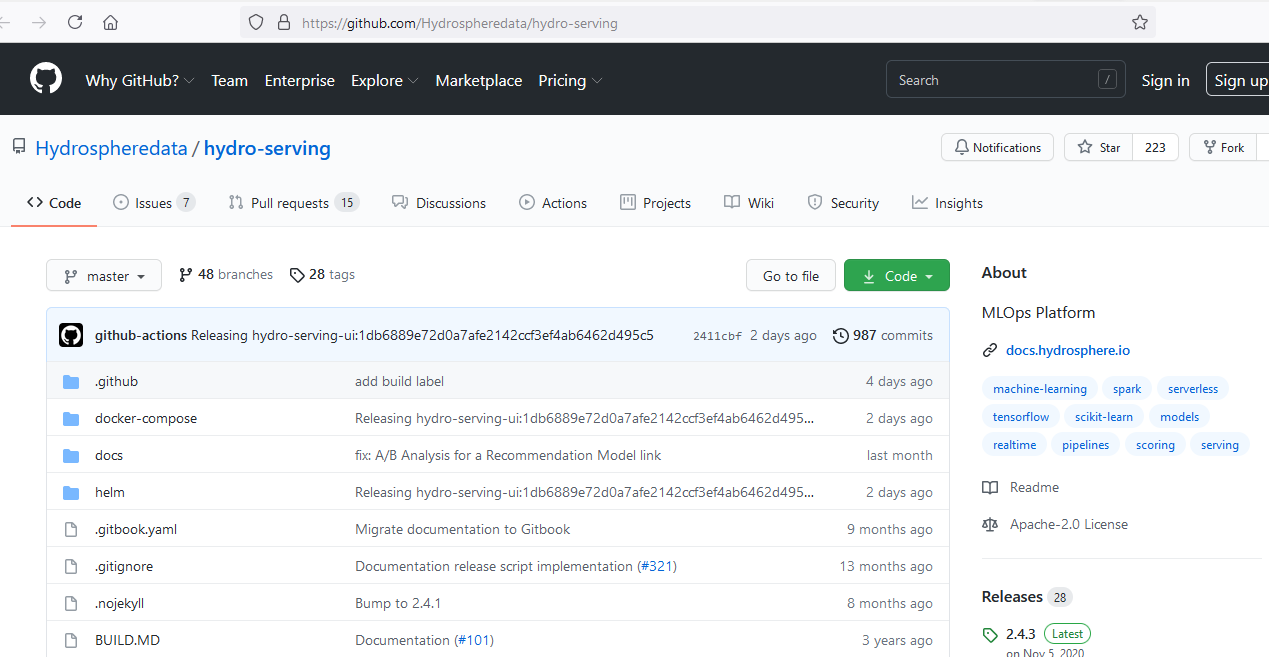 https://github.com/Hydrospheredata/hydro-serving
Why GitHub? Team Enterprise Explore Marketplace Pricing Search / Sign in Sign up
Hydrospheredata / hydro-serving Notifications Star 223 Fork
Code Issues 7 Pull requests 15 Discussions Actions Projects Wiki Security Insights
master 48 branches 28 tags Go to file Code
github-actions Releasing hydro-serving-ui:1db6889e72d0a7afe2142ccf3ef4ab6462d495c5 2411cbf 2 days ago 987 commits
.github add build label 4 days ago
docker-compose Releasing hydro-serving-ui:1db6889e72d0a7afe2142ccf3ef4ab6462d495... 2 days ago
docs fix: A/B Analysis for a Recommendation Model link last month
helm Releasing hydro-serving-ui:1db6889e72d0a7afe2142ccf3ef4ab6462d495... 2 days ago
.gitbook.yaml Migrate documentation to Gitbook 9 months ago
.gitignore Documentation release script implementation (#321) 13 months ago
.nojekyll Bump to 2.4.1 8 months ago
BUILD.MD Documentation (#101) 3 years ago
About
MLOps Platform
docs.hydrosphere.io
machine-learning spark serverless
tensorflow scikit-learn models
realtime pipelines scoring serving
Readme
Apache-2.0 License
Releases 28
2.4.3 Latest
on Nov 5, 2020